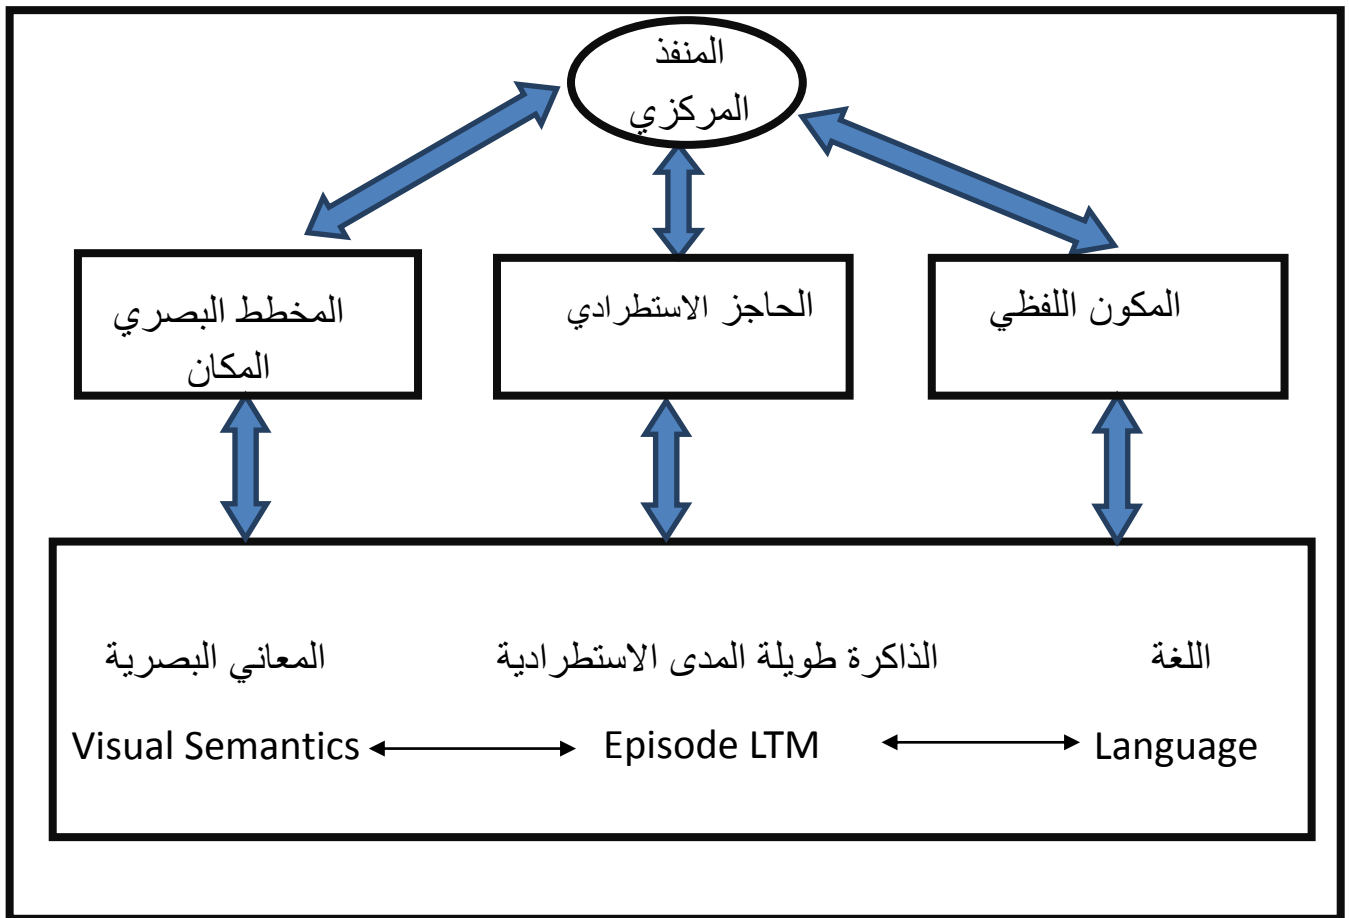 المنفذ
المركزي
المكون اللفظي
الحاجز الاستطرادي
المخطط البصري
المكان
اللغة
الذاكرة طويلة المدى الاستطرادية
المعاني البصرية
Visual Semantics
Episode LTM
Language